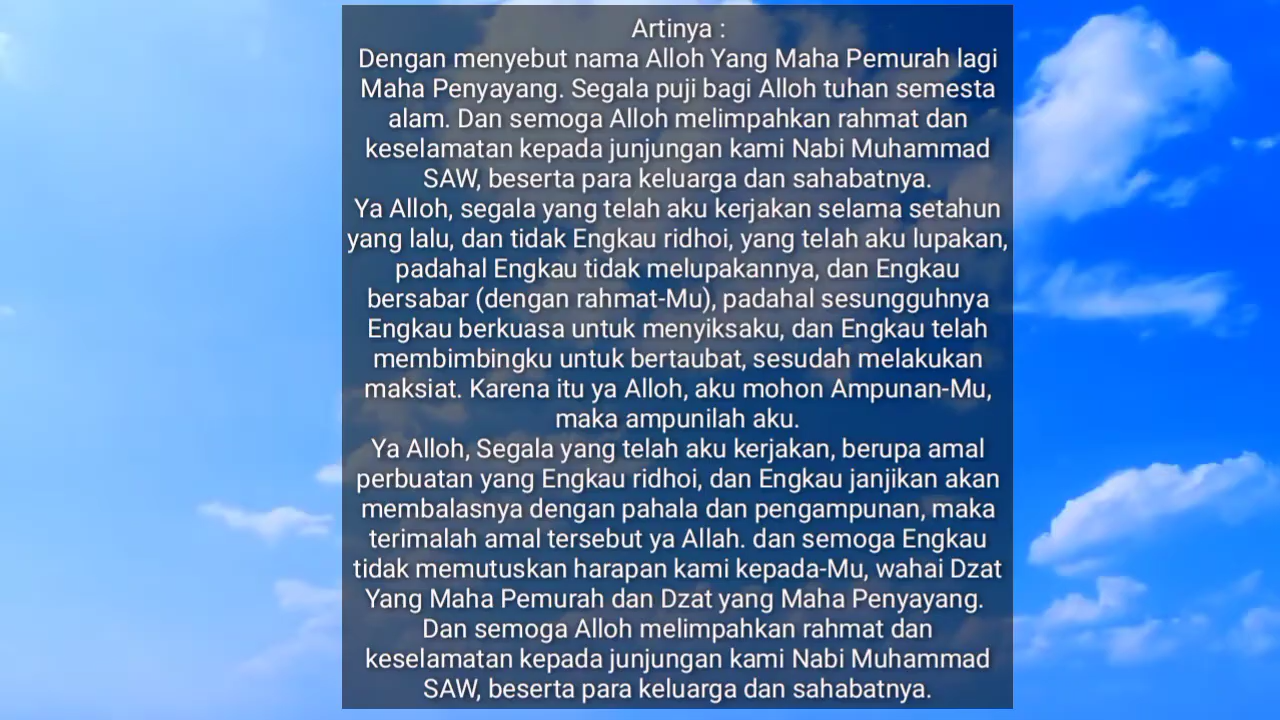 Artinya :
Dengan menyebut nama Alloh Yang Maha Pemurah lagi
Maha Penyayang. Segala puji bagi Alloh tuhan semesta
alam. Dan semoga Alloh melimpahkan rahmat dan
keselamatan kepada junjungan kami Nabi Muhammad
SAW, beserta para keluarga dan sahabatnya.
Ya Alloh, segala yang telah aku kerjakan selama setahun
yang lalu, dan tidak Engkau ridhoi, yang telah aku lupakan,
padahal Engkau tidak melupakannya, dan Engkau
bersabar (dengan rahmat-Mu), padahal sesungguhnya
Engkau berkuasa untuk menyiksaku, dan Engkau telah
membimbingku untuk bertaubat, sesudah melakukan
maksiat. Karena itu ya Alloh, aku mohon Ampunan-Mu,
maka ampunilah aku.
Ya Alloh, Segala yang telah aku kerjakan, berupa amal
perbuatan yang Engkau ridhoi, dan Engkau janjikan akan
membalasnya dengan pahala dan pengampunan, maka
terimalah amal tersebut ya Allah. dan semoga Engkau
tidak memutuskan harapan kami kepada-Mu, wahai Dzat
Yang Maha Pemurah dan Dzat yang Maha Penyayang.
Dan semoga Alloh melimpahkan rahmat dan
keselamatan kepada junjungan kami Nabi Muhammad
SAW, beserta para keluarga dan sahabatnya.